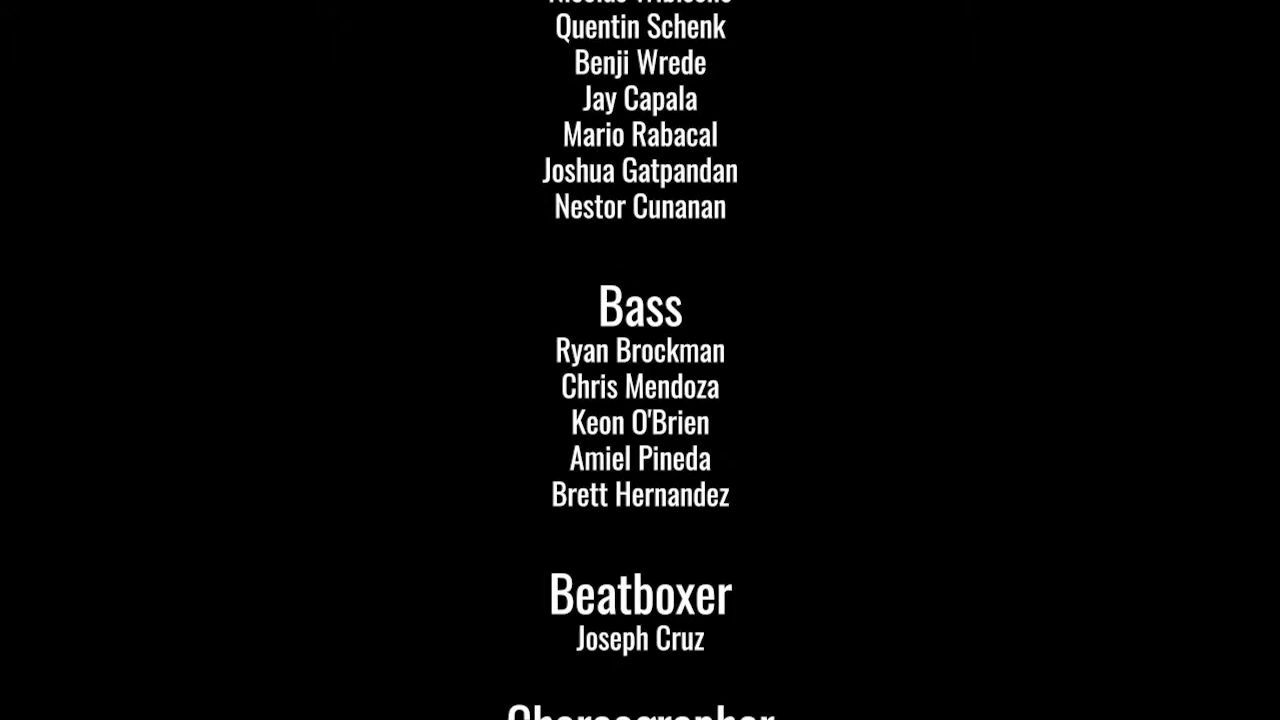 Quentin Schenk
Benji Wrede
Jay Capala
Mario Rabacal
Joshua Gatpandan
Nestor Cunanan
Bass
Ryan Brockman
Chris Mendoza
Keon O'Brien
Amiel Pineda
Brett Hernandez
Beatboxer
Joseph Cruz
Choreographer